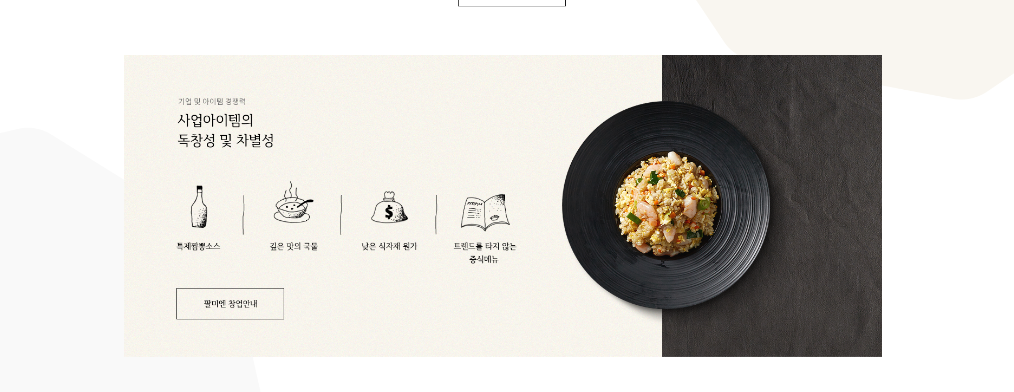 기업 및 아이템 경쟁력
사업아이템의
독창성 및 차별성
특제짬뽕소스
깊은 맛의 국물
낮은 식자재 원가
트렌드를 타지 않는
중식메뉴
팔미엔 창업안내